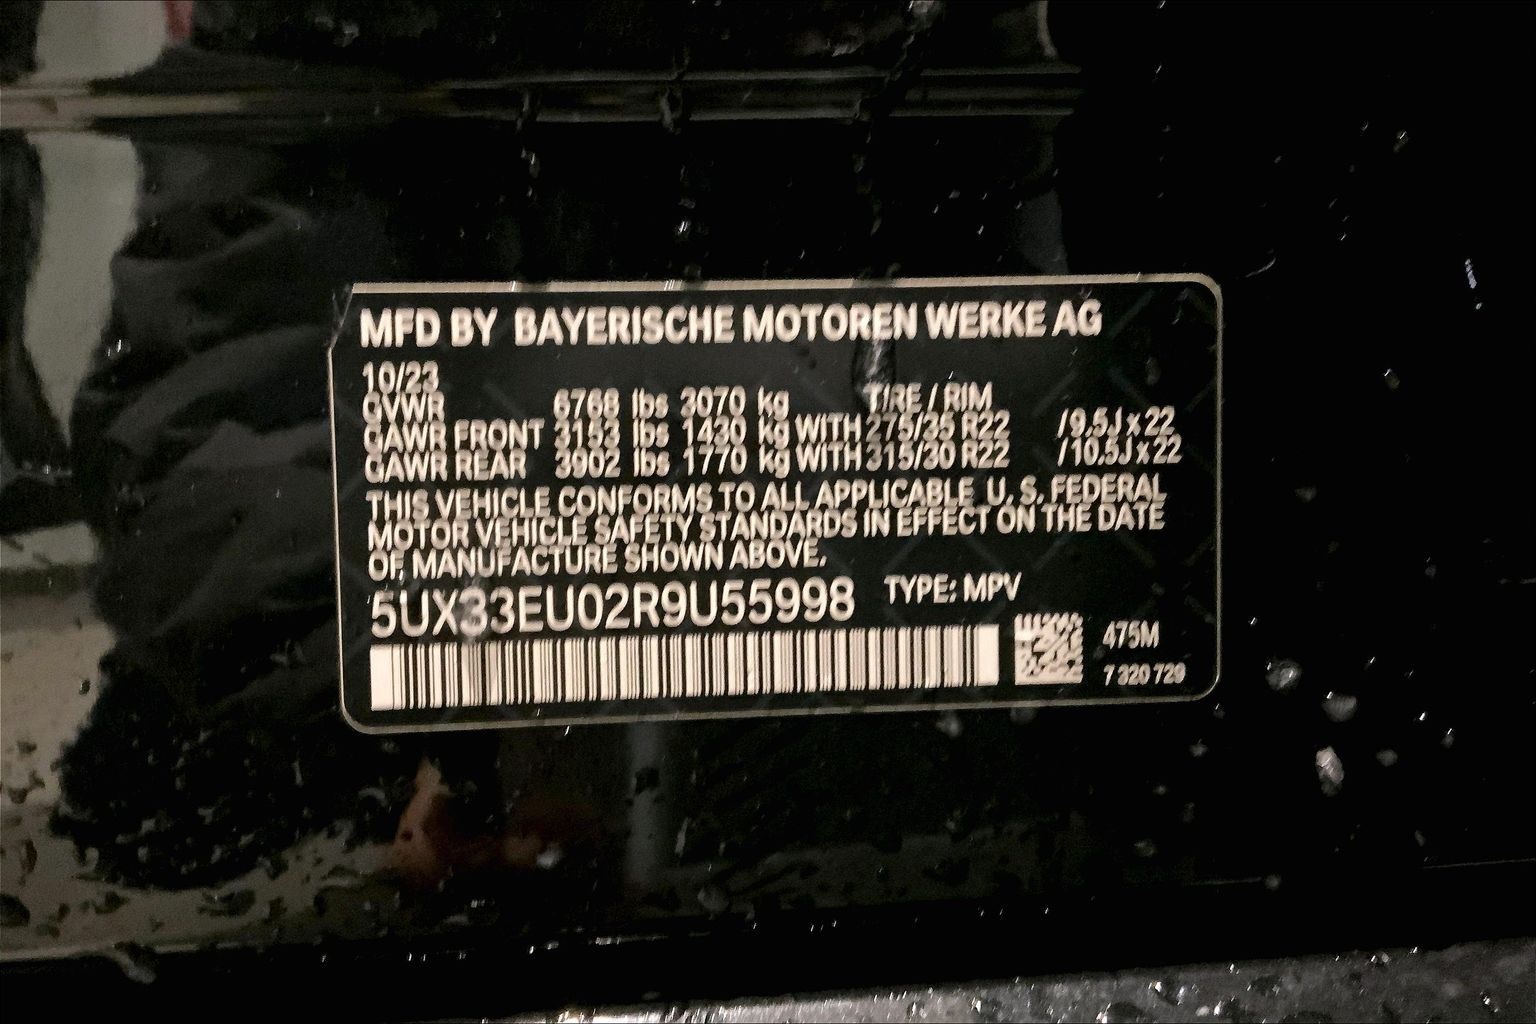 MFD BY BAYERISCHE MOTOREN WERKE AG
10/23
GVWR 6768 lbs 3070 kg T/RE / RIM
GAWR FRONT 3153 lbs 1430 kg WITH 275/35 R22 /9.5J x 22
GAWR REAR 3902 lbs 1770 kg WITH 315/30 R22 /10.5J x 22
THIS VEHICLE CONFORMS TO ALL APPLICABLE U. S. FEDERAL
MOTOR VEHICLE SAFETY STANDARDS IN EFFECT ON THE DATE
OF MANUFACTURE SHOWN ABOVE.
5UX33EU02R9U55998 TYPE: MPV
475M
7 320 729